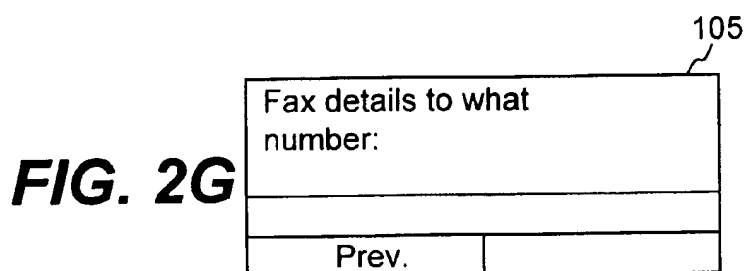 105
Fax details to what
number:
FIG. 2G
Prev.